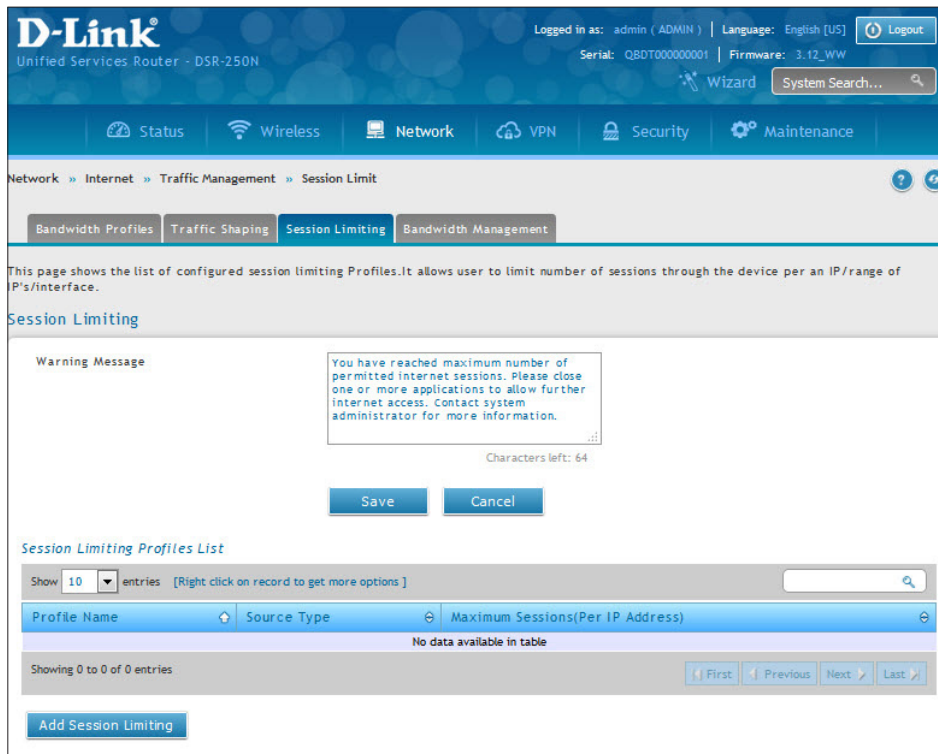 D-Link
Unified Services Router - DSR-250N
Logged in as: admin ( ADMIN ) | Language: English [US]
Logout
Serial: QBDT000000001 | Firmware: 3.12_WW
Wizard
System Search...
Status
Wireless
Network
VPN
Security
Maintenance
Network » Internet » Traffic Management » Session Limit
?
Bandwidth Profiles
Traffic Shaping
Session Limiting
Bandwidth Management
This page shows the list of configured session limiting Profiles.It allows user to limit number of sessions through the device per an IP/range of
IP's/interface.
Session Limiting
Warning Message
You have reached maximum number of
permitted internet sessions. Please close
one or more applications to allow further
internet access. Contact system
administrator for more information.
Characters left: 64
Save
Cancel
Session Limiting Profiles List
Show 10 entries [Right click on record to get more options ]
Profile Name
Source Type
Maximum Sessions(Per IP Address)
No data available in table
Showing 0 to 0 of 0 entries
First
Previous
Next
Last
Add Session Limiting